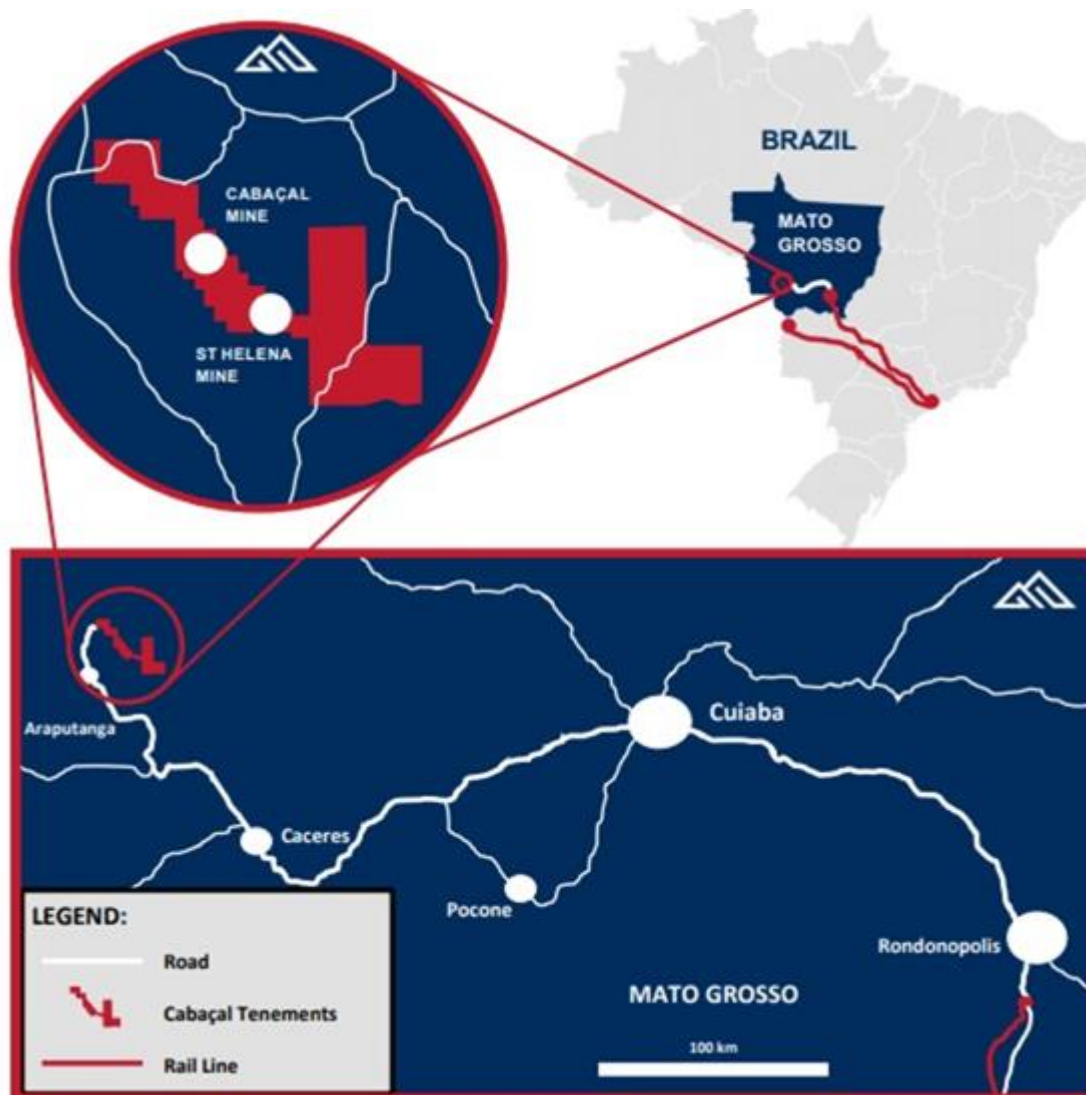 BRAZIL
MATO
GROSSO
CABAÇAL
MINE
ST HELENA
MINE
Araputanga
Cuiaba
Caceres
Pocone
Rondonopolis
MATO GROSSO
100 km
LEGEND:
Road
Cabaçal Tenements
Rail Line